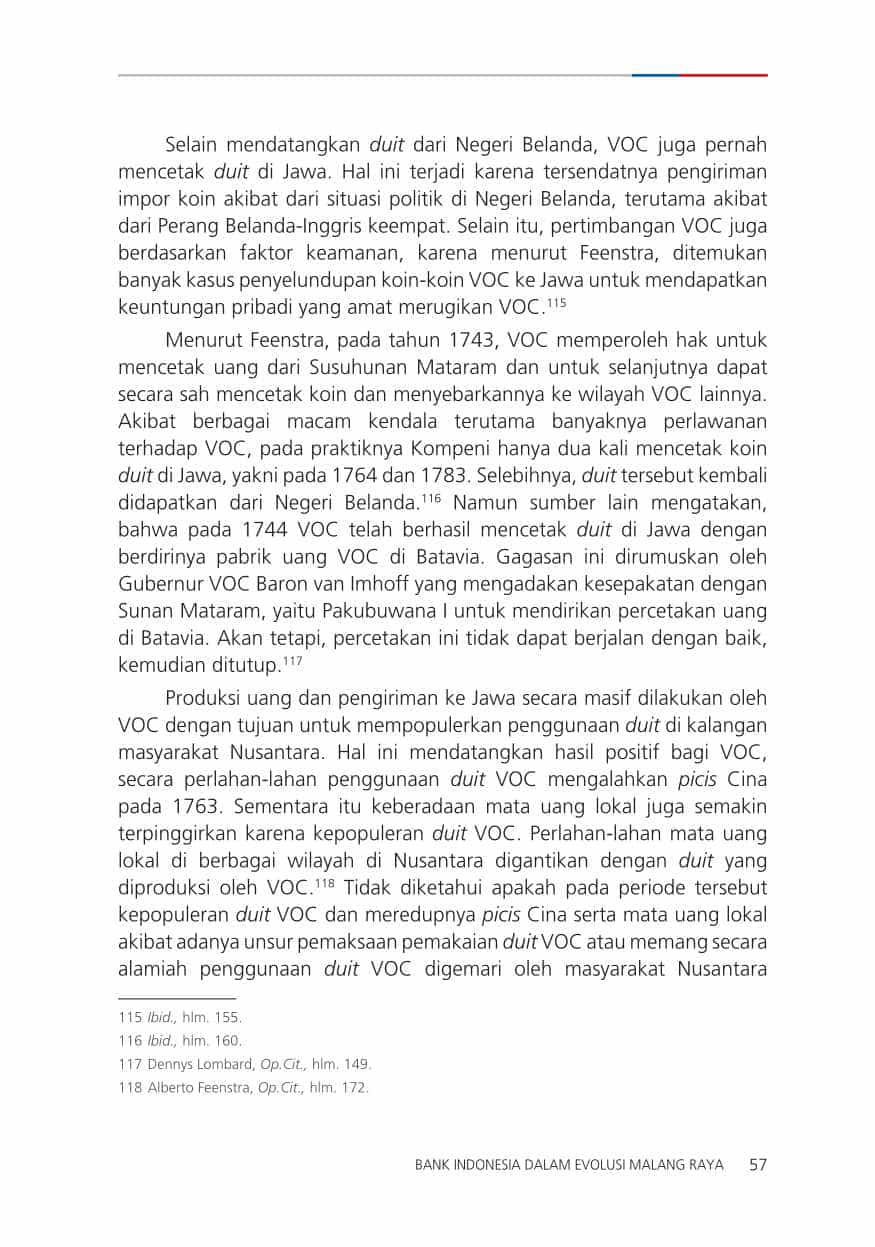 Selain mendatangkan duit dari Negeri Belanda, VOC juga pernah
mencetak duit di Jawa. Hal ini terjadi karena tersendatnya pengiriman
impor koin akibat dari situasi politik di Negeri Belanda, terutama akibat
dari Perang Belanda-Inggris keempat. Selain itu, pertimbangan VOC juga
berdasarkan faktor keamanan, karena menurut Feenstra, ditemukan
banyak kasus penyelundupan koin-koin VOC ke Jawa untuk mendapatkan
keuntungan pribadi yang amat merugikan VOC.115
Menurut Feenstra, pada tahun 1743, VOC memperoleh hak untuk
mencetak uang dari Susuhunan Mataram dan untuk selanjutnya dapat
secara sah mencetak koin dan menyebarkannya ke wilayah VOC lainnya.
Akibat berbagai macam kendala terutama banyaknya perlawanan
terhadap VOC, pada praktiknya Kompeni hanya dua kali mencetak koin
duit di Jawa, yakni pada 1764 dan 1783. Selebihnya, duit tersebut kembali
didapatkan dari Negeri Belanda.116 Namun sumber lain mengatakan,
bahwa pada 1744 VOC telah berhasil mencetak duit di Jawa dengan
berdirinya pabrik uang VOC di Batavia. Gagasan ini dirumuskan oleh
Gubernur VOC Baron van Imhoff yang mengadakan kesepakatan dengan
Sunan Mataram, yaitu Pakubuwana I untuk mendirikan percetakan uang
di Batavia. Akan tetapi, percetakan ini tidak dapat berjalan dengan baik,
kemudian ditutup.117
Produksi uang dan pengiriman ke Jawa secara masif dilakukan oleh
VOC dengan tujuan untuk mempopulerkan penggunaan duit di kalangan
masyarakat Nusantara. Hal ini mendatangkan hasil positif bagi VOC,
secara perlahan-lahan penggunaan duit VOC mengalahkan picis Cina
pada 1763. Sementara itu keberadaan mata uang lokal juga semakin
terpinggirkan karena kepopuleran duit VOC. Perlahan-lahan mata uang
lokal di berbagai wilayah di Nusantara digantikan dengan duit yang
diproduksi oleh VOC.118 Tidak diketahui apakah pada periode tersebut
kepopuleran duit VOC dan meredupnya picis Cina serta mata uang lokal
akibat adanya unsur pemaksaan pemakaian duit VOC atau memang secara
alamiah penggunaan duit VOC digemari oleh masyarakat Nusantara
115 Ibid., hlm. 155.
116 Ibid., hlm. 160.
117 Dennys Lombard, Op.Cit., hlm. 149.
118 Alberto Feenstra, Op.Cit., hlm. 172.
BANK INDONESIA DALAM EVOLUSI MALANG RAYA 57